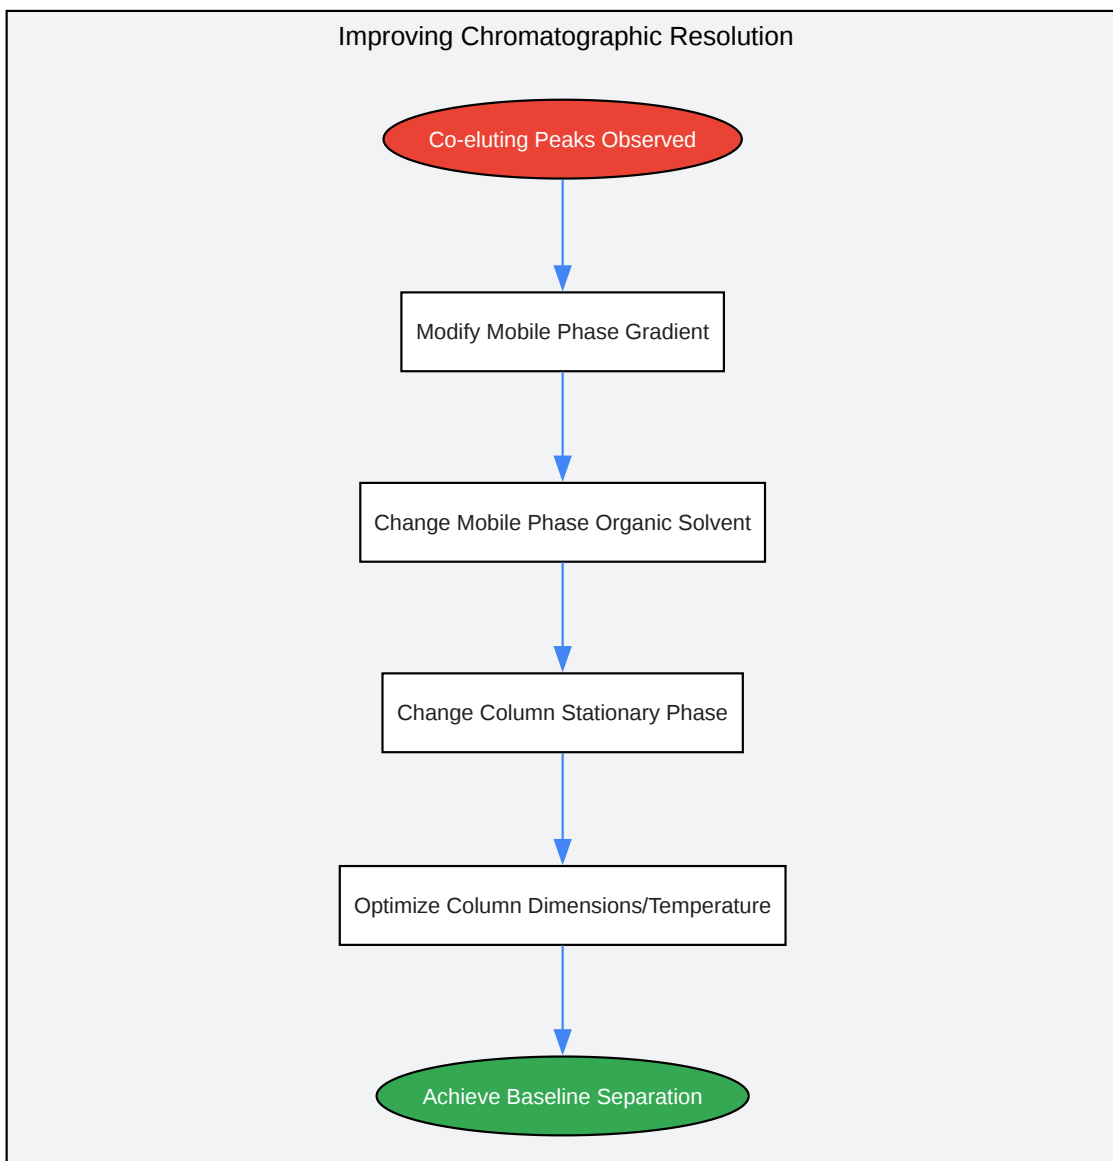 Improving Chromatographic Resolution
Co-eluting Peaks Observed
Modify Mobile Phase Gradient
Change Mobile Phase Organic Solvent
Change Column Stationary Phase
Optimize Column Dimensions/Temperature
Achieve Baseline Separation